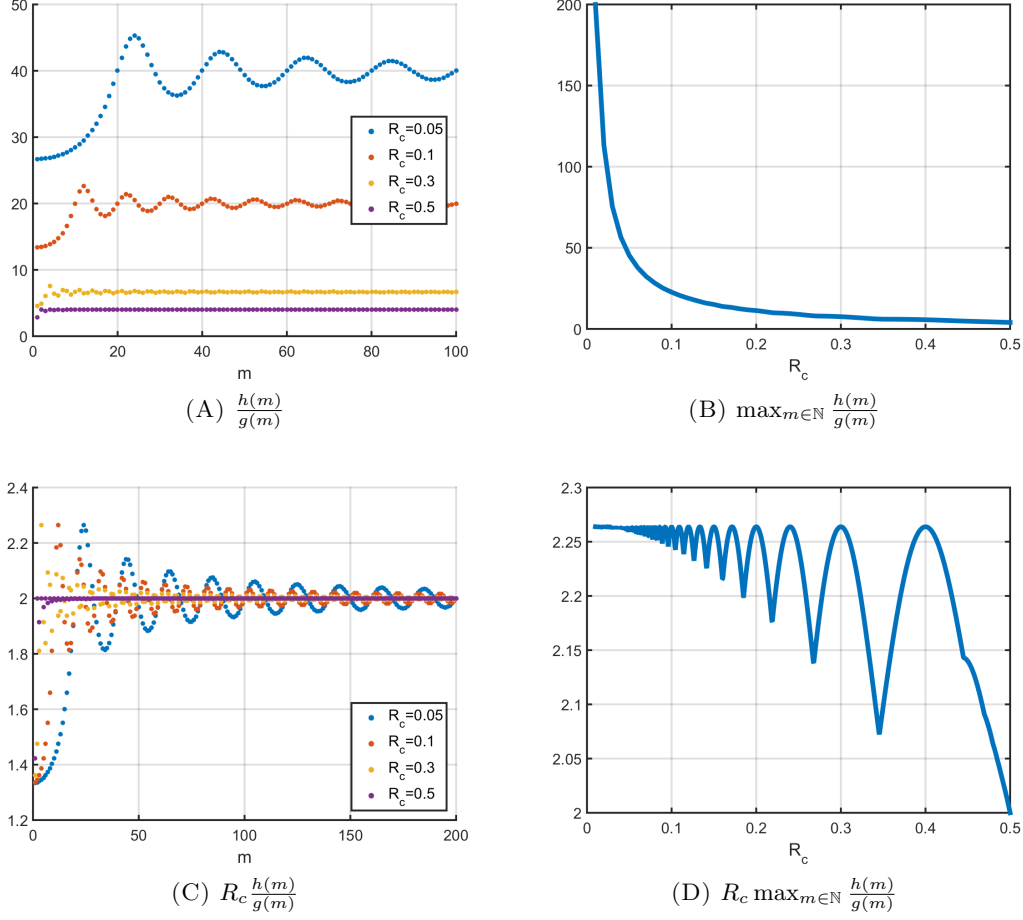 50
40
30
20
10
0
0 20 40 60 80 100
m
R_c=0.05
R_c=0.1
R_c=0.3
R_c=0.5
(A) h(m)/g(m)
200
150
100
50
0
0 0.1 0.2 0.3 0.4 0.5
R_c
(B) max_{m∈ℕ} h(m)/g(m)
2.4
2.2
2
1.8
1.6
1.4
1.2
0 50 100 150 200
m
R_c=0.05
R_c=0.1
R_c=0.3
R_c=0.5
(C) R_c h(m)/g(m)
2.3
2.25
2.2
2.15
2.1
2.05
2
0 0.1 0.2 0.3 0.4 0.5
R_c
(D) R_c max_{m∈ℕ} h(m)/g(m)